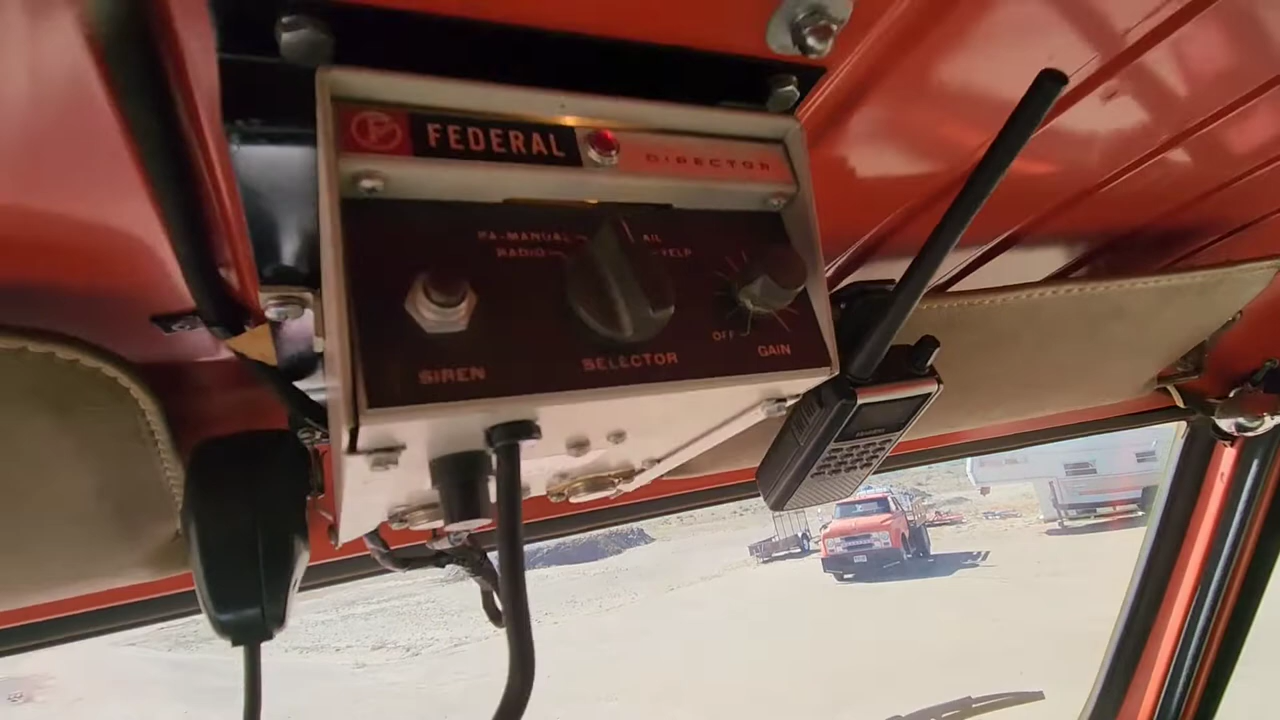 F FEDERAL
DIRECTOR
PA-MANUAL
RADIO
YELP
OFF
SIREN
SELECTOR
GAIN